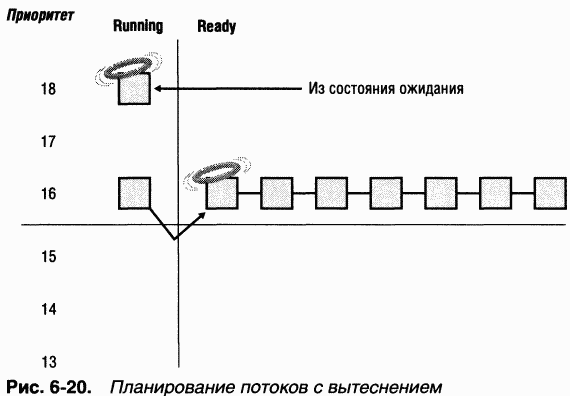 Приоритет
Running Ready
18 Из состояния ожидания
17
16
15
14
13
Рис. 6-20. Планирование потоков с вытеснением